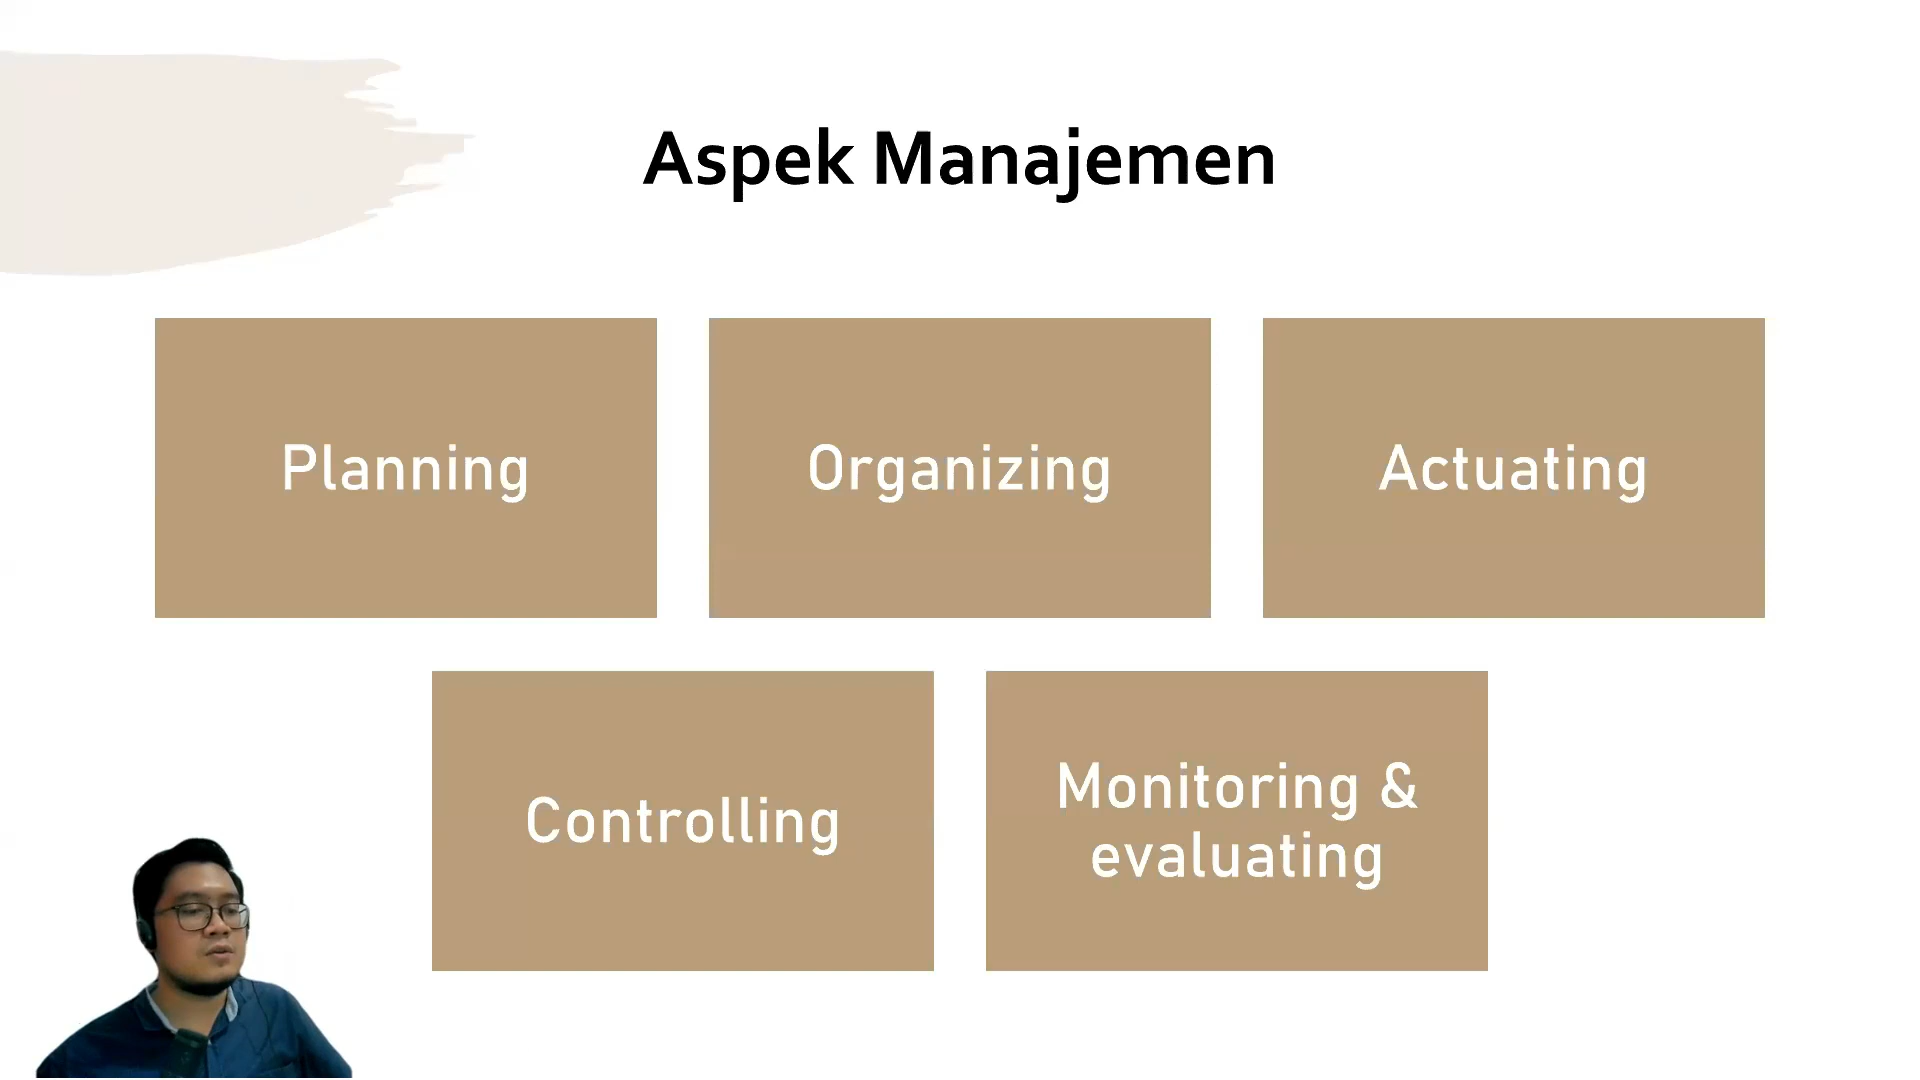 Aspek Manajemen
Planning
Organizing
Actuating
Controlling
Monitoring &
evaluating